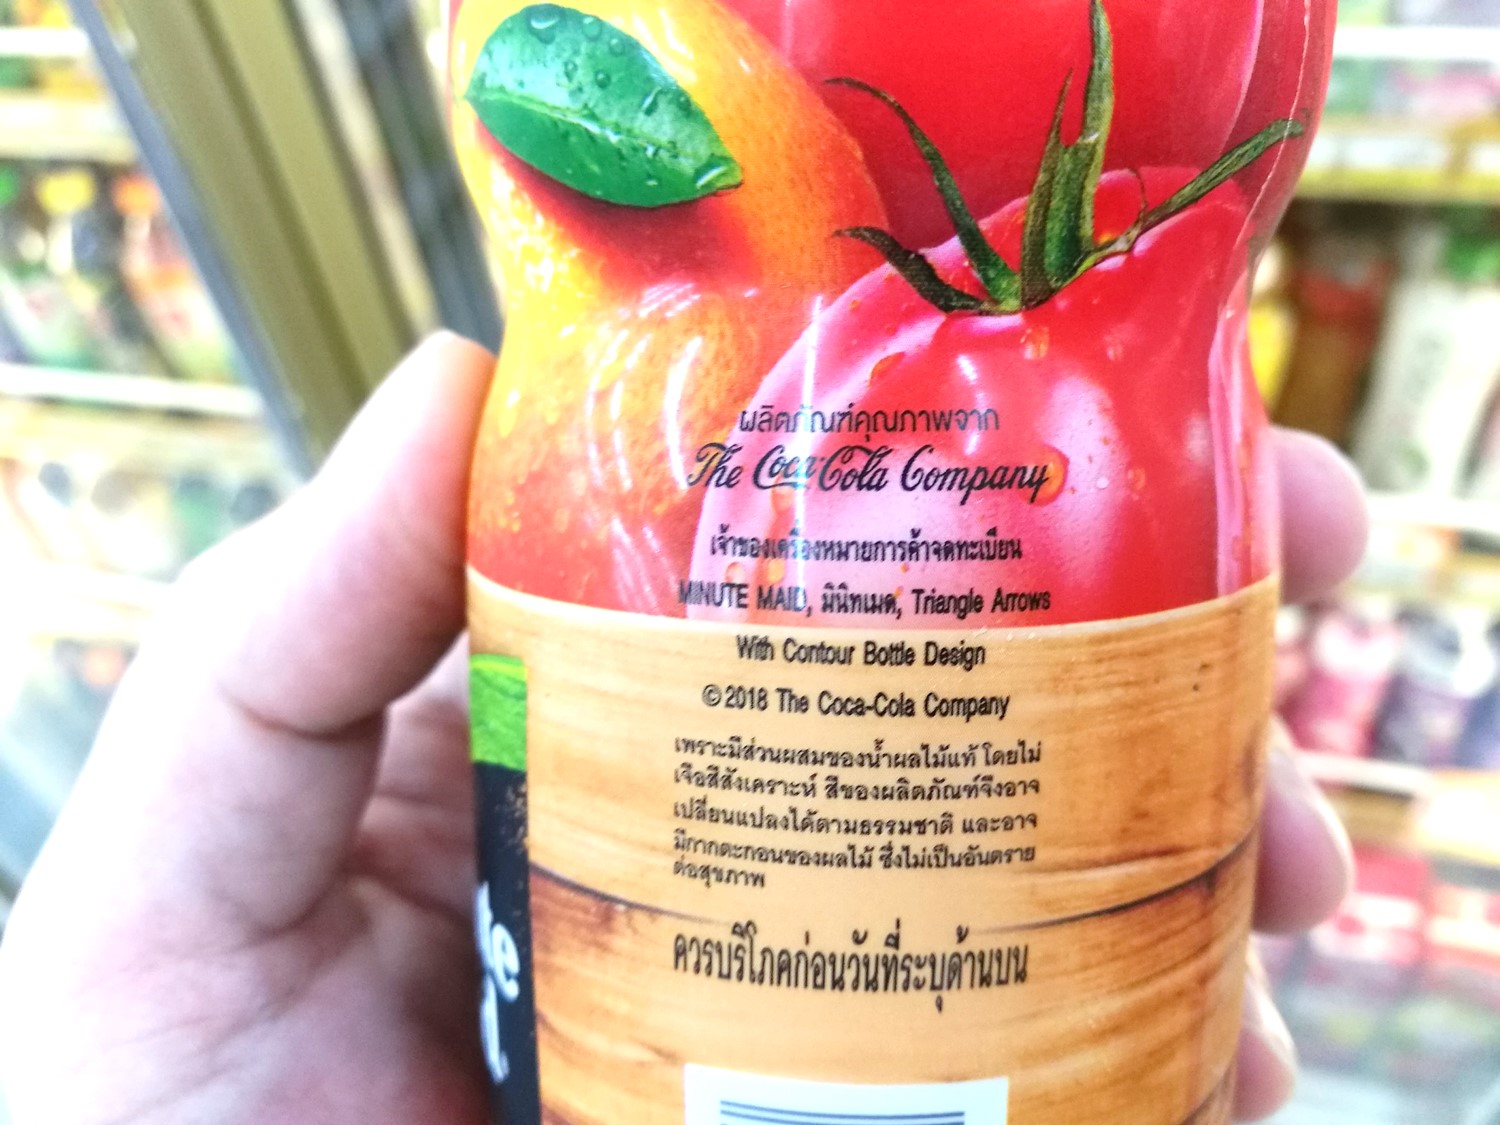 ผลิตภัณฑ์คุณภาพจาก
The Coca-Cola Company
เจ้าของเครื่องหมายการค้าจดทะเบียน
MINUTE MAID, มินิทเมด, Triangle Arrows
With Contour Bottle Design
©2018 The Coca-Cola Company
เพราะมีส่วนผสมของน้ำผลไม้แท้ โดยไม่
เจือสีสังเคราะห์ สีของผลิตภัณฑ์จึงอาจ
เปลี่ยนแปลงได้ตามธรรมชาติ และอาจ
มีกากตะกอนของผลไม้ ซึ่งไม่เป็นอันตราย
ต่อสุขภาพ
ควรบริโภคก่อนวันที่ระบุด้านบน